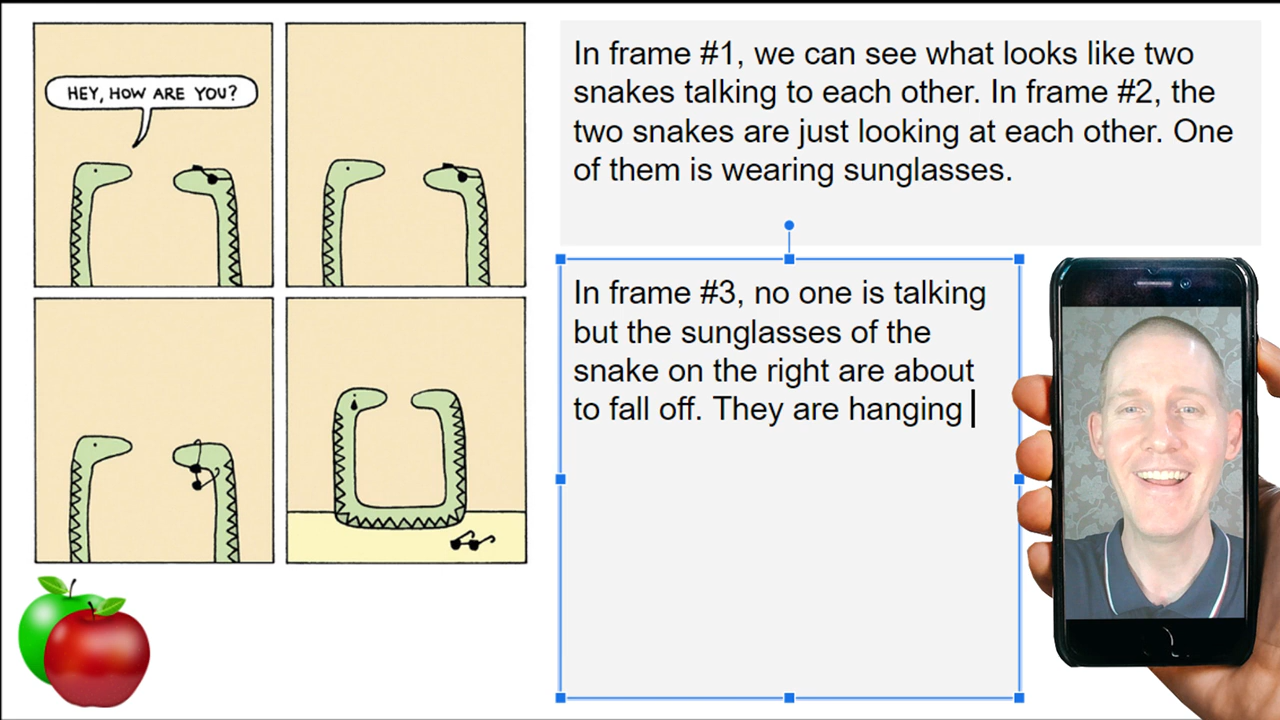 HEY, HOW ARE YOU?
In frame #1, we can see what looks like two
snakes talking to each other. In frame #2, the
two snakes are just looking at each other. One
of them is wearing sunglasses.
In frame #3, no one is talking
but the sunglasses of the
snake on the right are about
to fall off. They are hanging